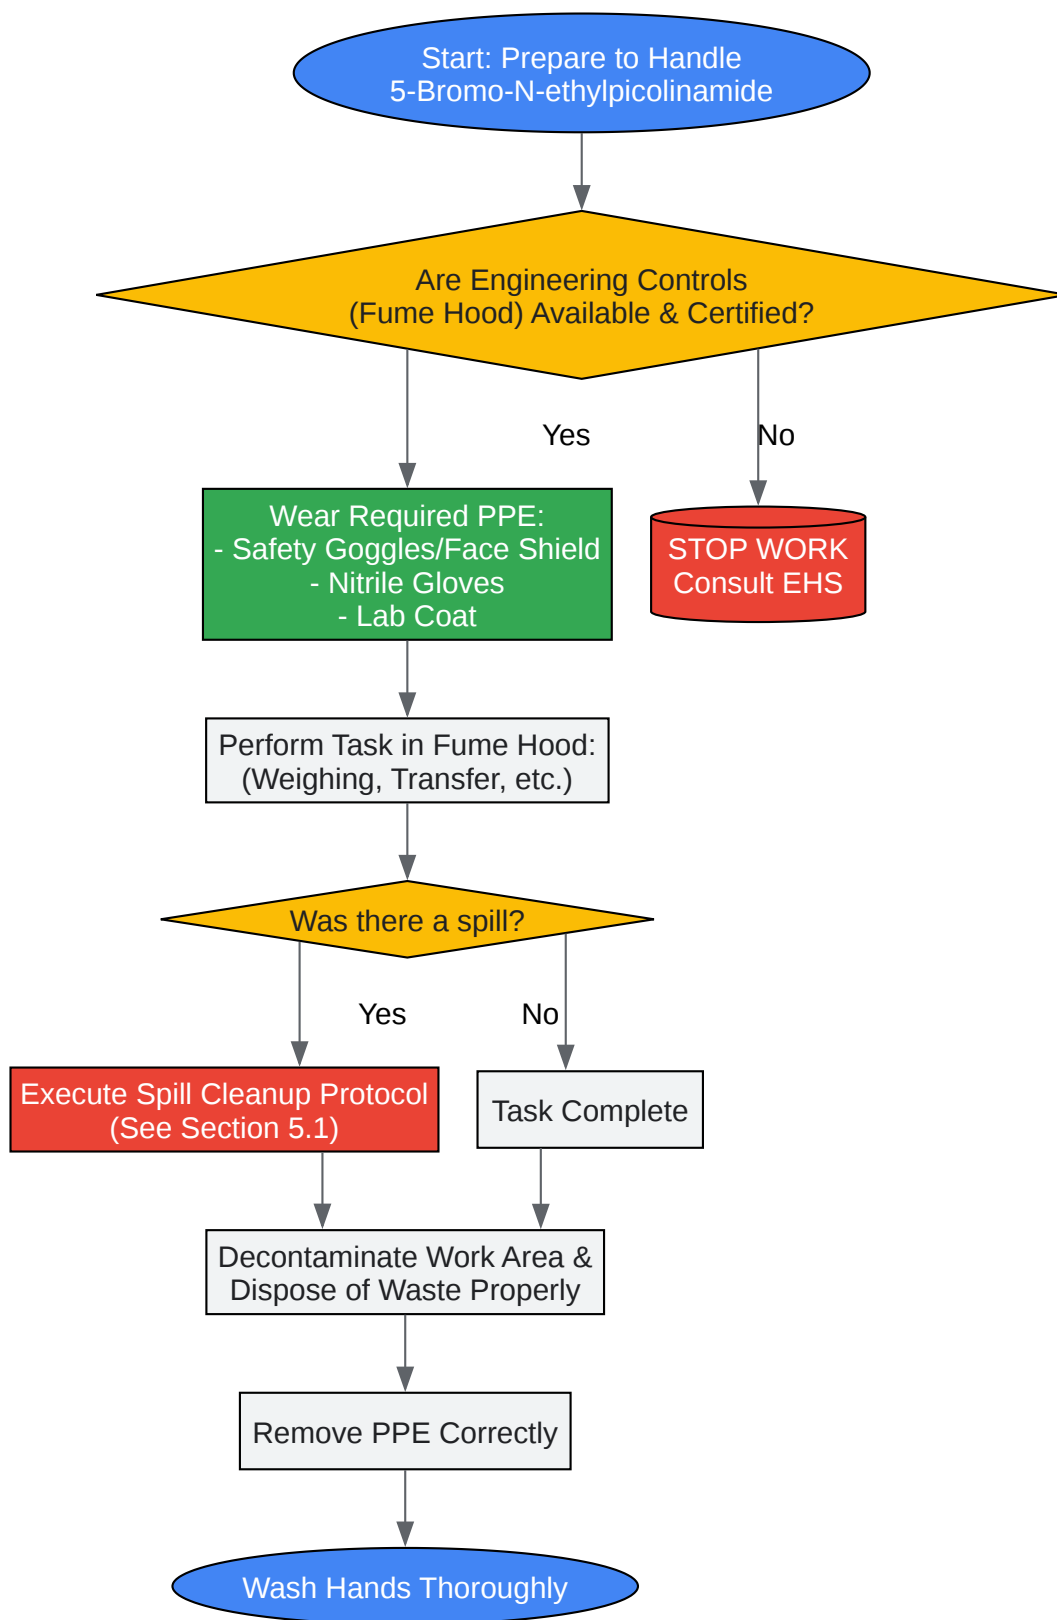 Start: Prepare to Handle
5-Bromo-N-ethylpicolinamide
Are Engineering Controls
(Fume Hood) Available & Certified?
Yes
No
Wear Required PPE:
- Safety Goggles/Face Shield
- Nitrile Gloves
- Lab Coat
STOP WORK
Consult EHS
Perform Task in Fume Hood:
(Weighing, Transfer, etc.)
Was there a spill?
Yes
No
Execute Spill Cleanup Protocol
(See Section 5.1)
Task Complete
Decontaminate Work Area &
Dispose of Waste Properly
Remove PPE Correctly
Wash Hands Thoroughly